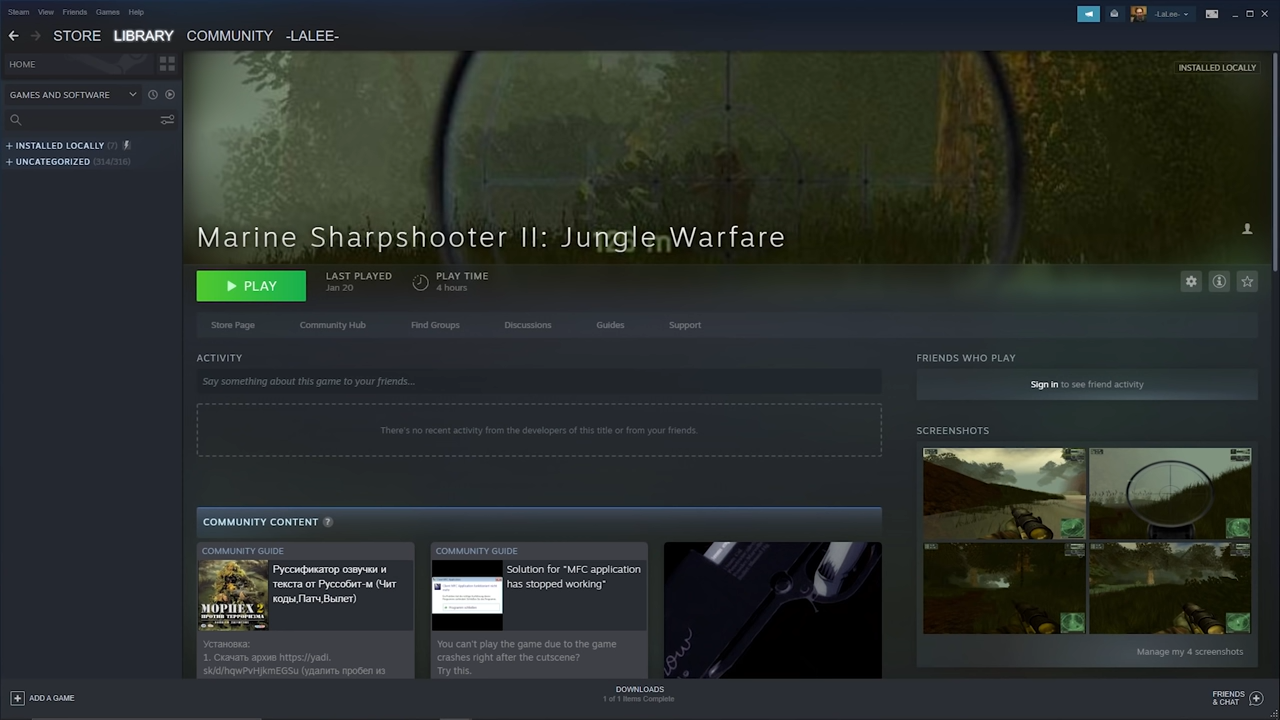 Steam View Friends Games Help
-LaLee-
STORE LIBRARY COMMUNITY -LALEE-
HOME
INSTALLED LOCALLY
GAMES AND SOFTWARE
+ INSTALLED LOCALLY (7)
+ UNCATEGORIZED (314/316)
Marine Sharpshooter II: Jungle Warfare
PLAY
LAST PLAYED
Jan 20
PLAY TIME
4 hours
Store Page Community Hub Find Groups Discussions Guides Support
ACTIVITY
Say something about this game to your friends...
There's no recent activity from the developers of this title or from your friends.
FRIENDS WHO PLAY
Sign in to see friend activity
SCREENSHOTS
Manage my 4 screenshots
COMMUNITY CONTENT ?
COMMUNITY GUIDE
Руссификатор озвучки и
текста от Руссобит-м (Чит
коды,Патч,Вылет)
МОРПЕХ 2
ПРОТИВ ТЕРРОРИЗМА
Установка:
1. Скачать архив https://yadi.
sk/d/hqwPvHjkmEGSu (удалить пробел из
COMMUNITY GUIDE
Solution for "MFC application
has stopped working"
You can't play the game due to the game
crashes right after the cutscene?
Try this.
ADD A GAME
DOWNLOADS
1 of 1 Items Complete
FRIENDS
& CHAT